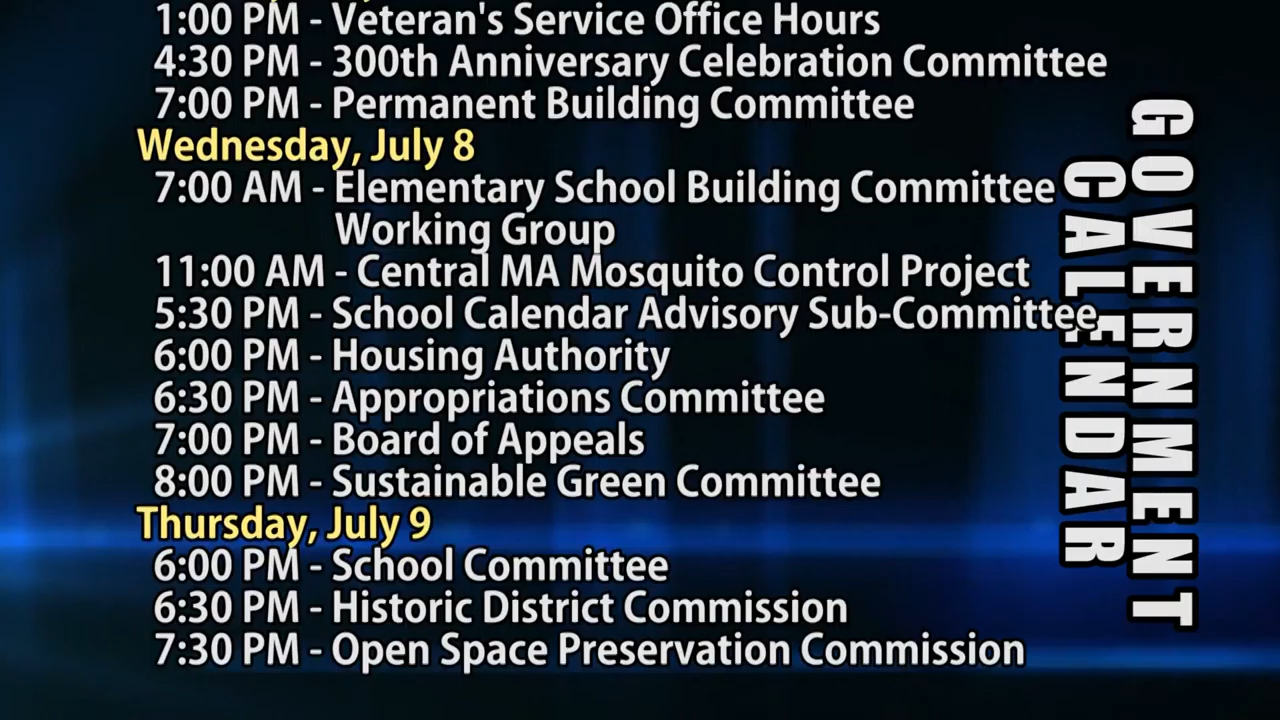 1:00 PM - Veteran's Service Office Hours
4:30 PM - 300th Anniversary Celebration Committee
7:00 PM - Permanent Building Committee
Wednesday, July 8
7:00 AM - Elementary School Building Committee
Working Group
11:00 AM - Central MA Mosquito Control Project
5:30 PM - School Calendar Advisory Sub-Committee
6:00 PM - Housing Authority
6:30 PM - Appropriations Committee
7:00 PM - Board of Appeals
8:00 PM - Sustainable Green Committee
Thursday, July 9
6:00 PM - School Committee
6:30 PM - Historic District Commission
7:30 PM - Open Space Preservation Commission
GOVERNMENT
CALENDAR